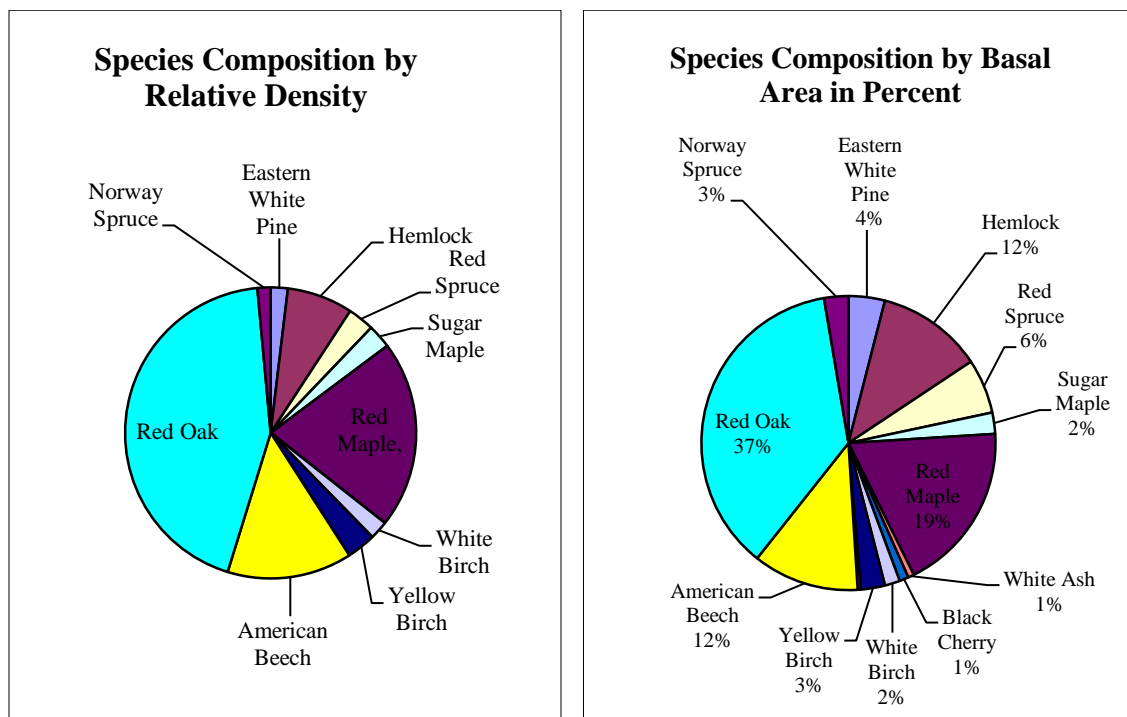 Species Composition by
Relative Density
Norway
Spruce
Eastern
White
Pine
Hemlock
Red
Spruce
Sugar
Maple
Red
Maple,
White
Birch
Yellow
Birch
American
Beech
Red Oak
Species Composition by Basal
Area in Percent
Norway
Spruce
3%
Eastern
White
Pine
4%
Hemlock
12%
Red
Spruce
6%
Sugar
Maple
2%
Red
Maple
19%
White Ash
1%
Black
Cherry
1%
White
Birch
2%
Yellow
Birch
3%
American
Beech
12%
Red Oak
37%